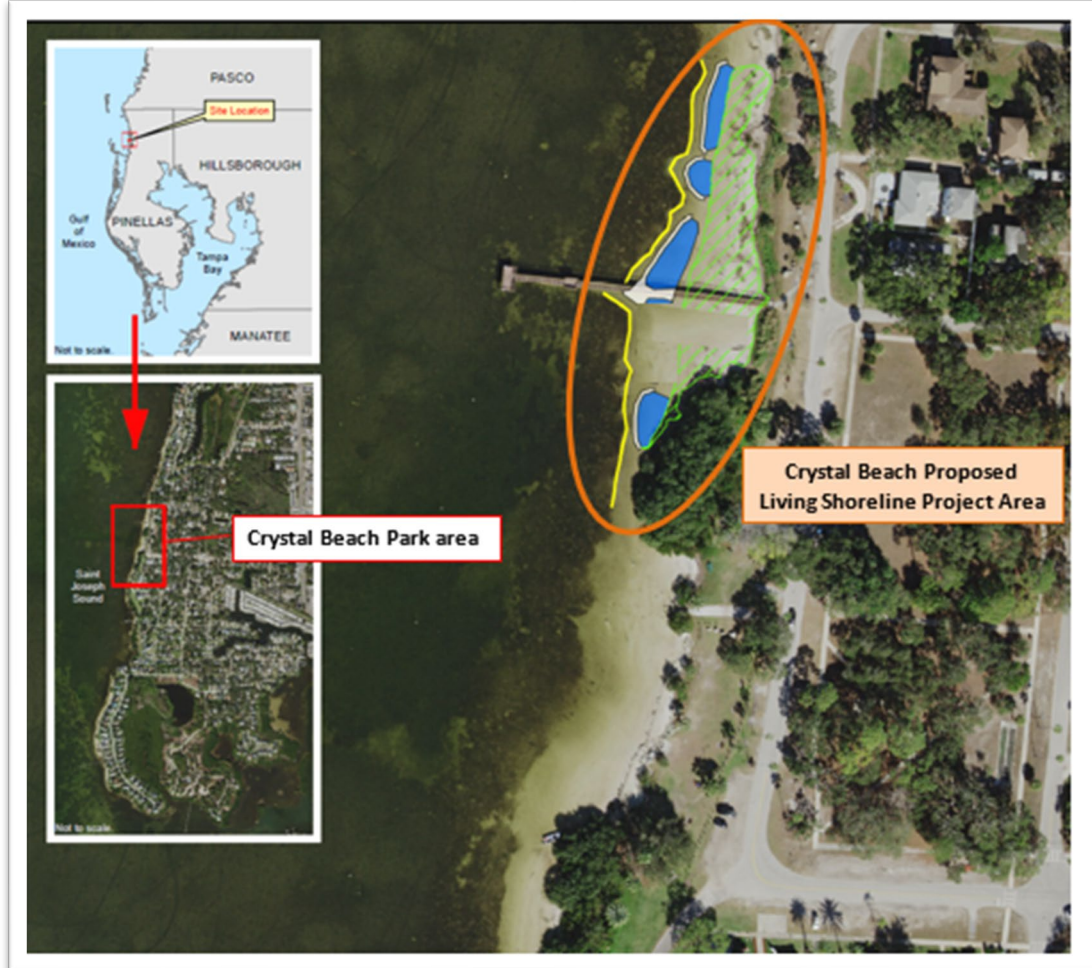 PASCO
Site Location
HILLSBOROUGH
PINELLAS
Gulf
of
Mexico
Tampa
Bay
MANATEE
Not to scale.
Crystal Beach Proposed
Living Shoreline Project Area
Crystal Beach Park area
Saint
Joseph
Sound
Not to scale.